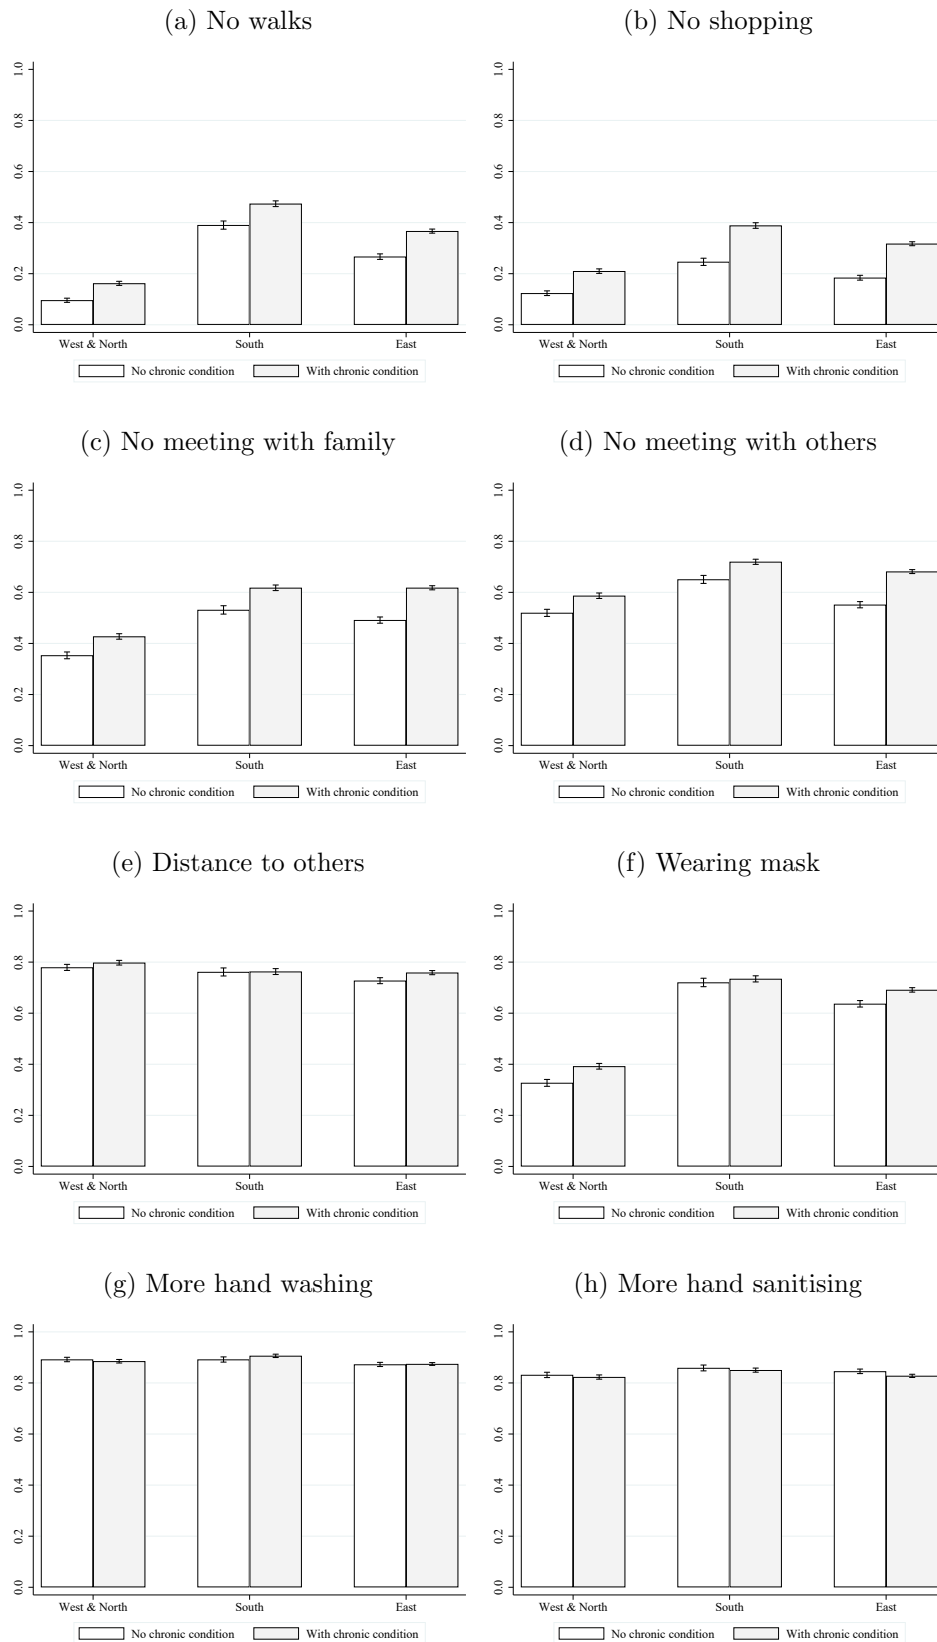 (a) No walks
1.0
0.8
0.6
0.4
0.2
0.0
West & North South East
No chronic condition With chronic condition
(b) No shopping
1.0
0.8
0.6
0.4
0.2
0.0
West & North South East
No chronic condition With chronic condition
(c) No meeting with family
1.0
0.8
0.6
0.4
0.2
0.0
West & North South East
No chronic condition With chronic condition
(d) No meeting with others
1.0
0.8
0.6
0.4
0.2
0.0
West & North South East
No chronic condition With chronic condition
(e) Distance to others
1.0
0.8
0.6
0.4
0.2
0.0
West & North South East
No chronic condition With chronic condition
(f) Wearing mask
1.0
0.8
0.6
0.4
0.2
0.0
West & North South East
No chronic condition With chronic condition
(g) More hand washing
1.0
0.8
0.6
0.4
0.2
0.0
West & North South East
No chronic condition With chronic condition
(h) More hand sanitising
1.0
0.8
0.6
0.4
0.2
0.0
West & North South East
No chronic condition With chronic condition